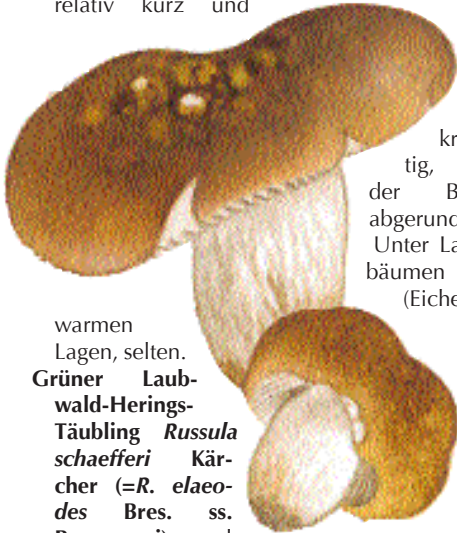 relativ kurz und
kr
tig,
der B
abgerund
Unter La
bäumen
(Eiche
warmen
Lagen, selten.
Grüner Laub-
wald-Herings-
Täubling Russula
schaefferi Kär-
cher (=R. elaeo-
des Bres. ss.